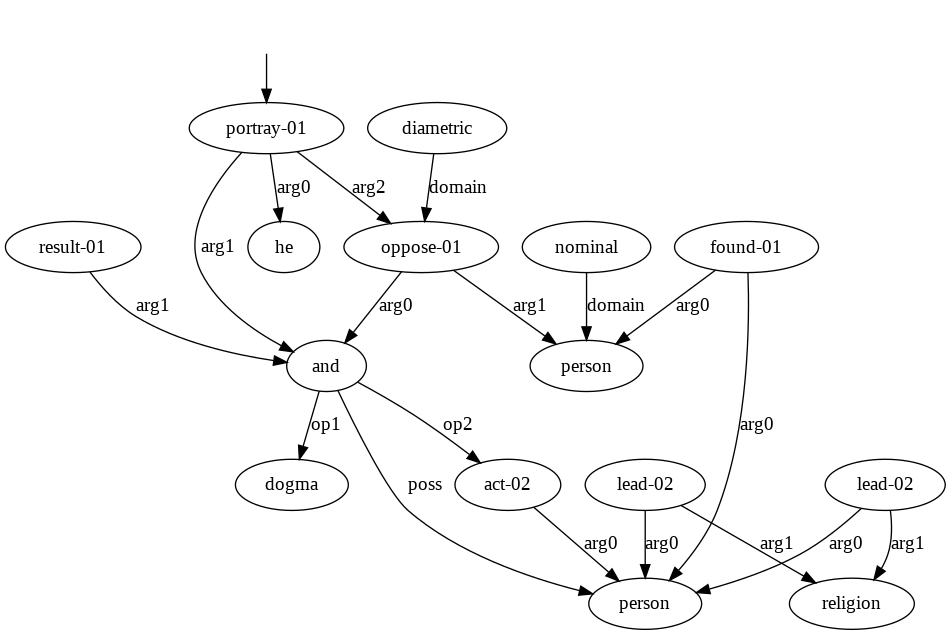 portray-01
diametric
arg0
arg2
domain
result-01
arg1
he
oppose-01
nominal
found-01
arg1
arg0
arg1
domain
arg0
and
person
op1
op2
arg0
dogma
poss
act-02
lead-02
lead-02
arg0
arg0
arg1
arg0
arg1
person
religion